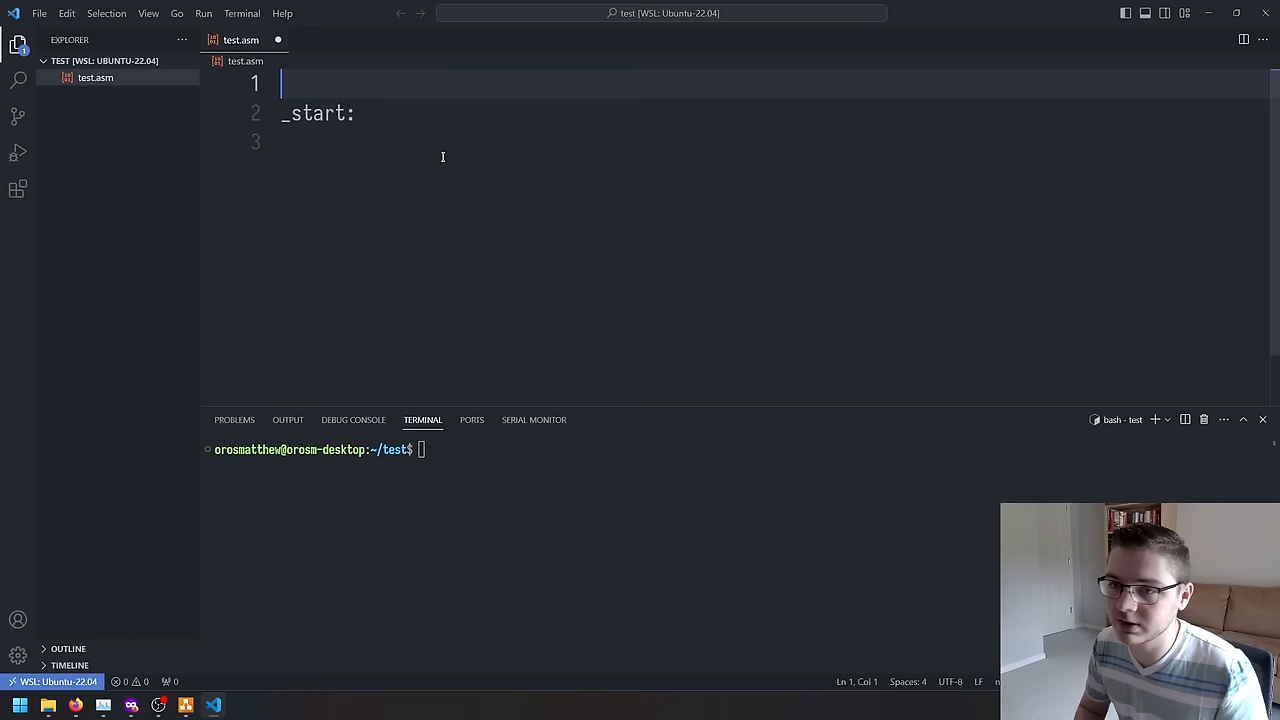 File Edit Selection View Go Run Terminal Help
test [WSL: Ubuntu-22.04]
EXPLORER
test.asm
TEST [WSL: UBUNTU-22.04]
test.asm
test.asm
1
1
2 _start:
3
PROBLEMS OUTPUT DEBUG CONSOLE TERMINAL PORTS SERIAL MONITOR
bash - test
orosmatthew@orosm-desktop:~/test$
OUTLINE
TIMELINE
WSL: Ubuntu-22.04 0 0 0
Ln 1, Col 1 Spaces: 4 UTF-8 LF